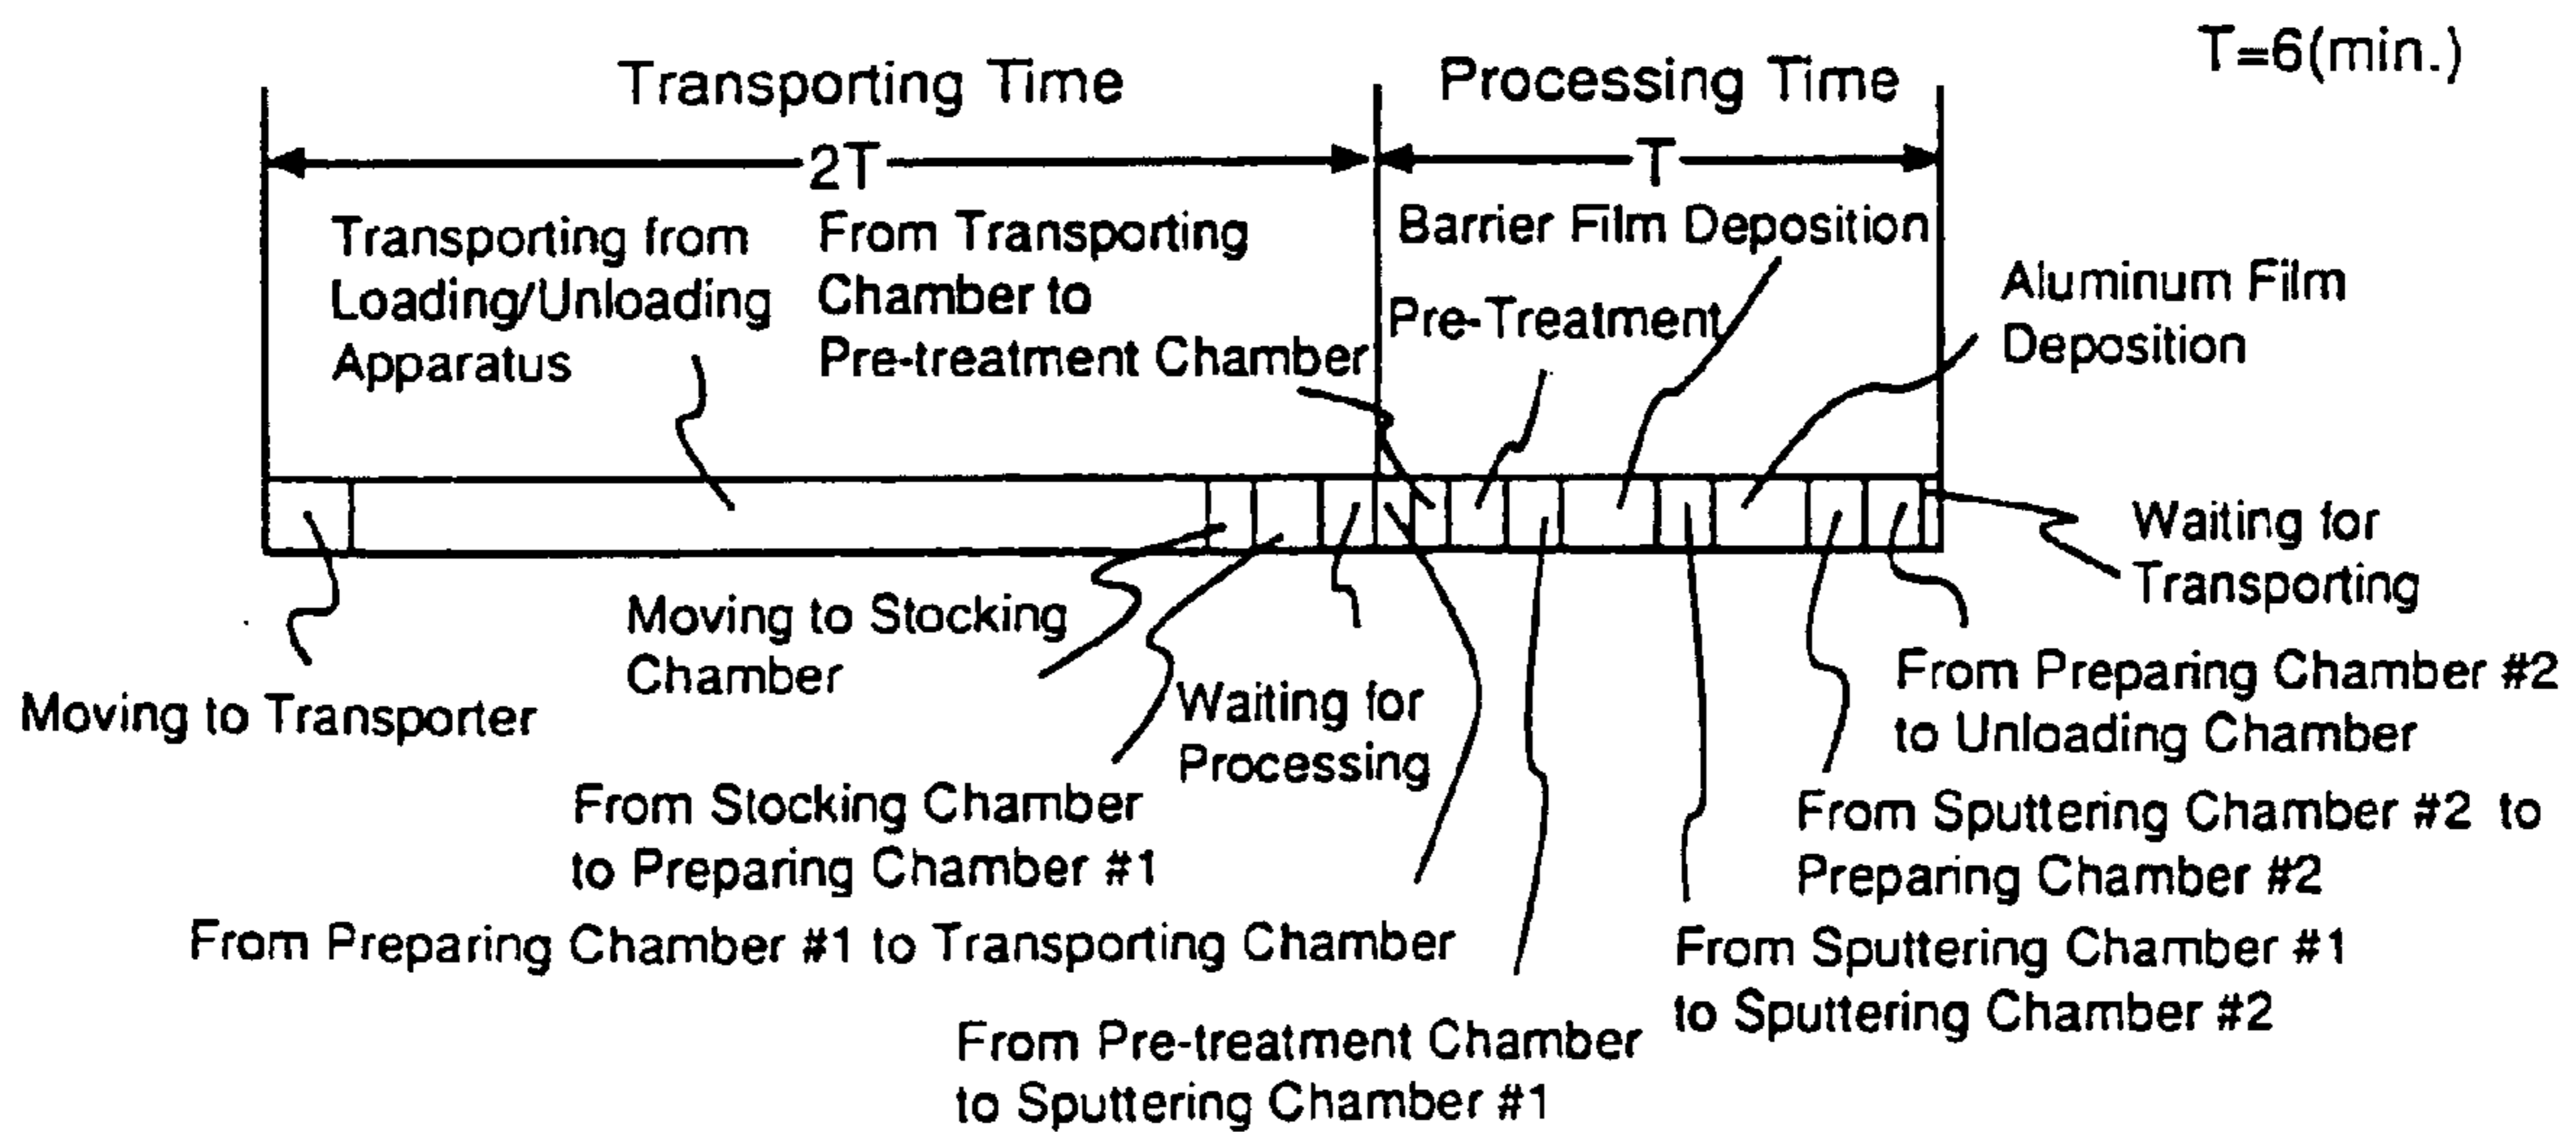 T=6(min.)
Transporting Time
Processing Time
2T
T
Transporting from
Loading/Unloading
Apparatus
From Transporting
Chamber to
Pre-treatment Chamber
Barrier Film Deposition
Pre-Treatment
Aluminum Film
Deposition
Waiting for
Transporting
Moving to Transporter
Moving to Stocking
Chamber
Waiting for
Processing
From Preparing Chamber #2
to Unloading Chamber
From Stocking Chamber
to Preparing Chamber #1
From Sputtering Chamber #2 to
Preparing Chamber #2
From Preparing Chamber #1 to Transporting Chamber
From Sputtering Chamber #1
to Sputtering Chamber #2
From Pre-treatment Chamber
to Sputtering Chamber #1